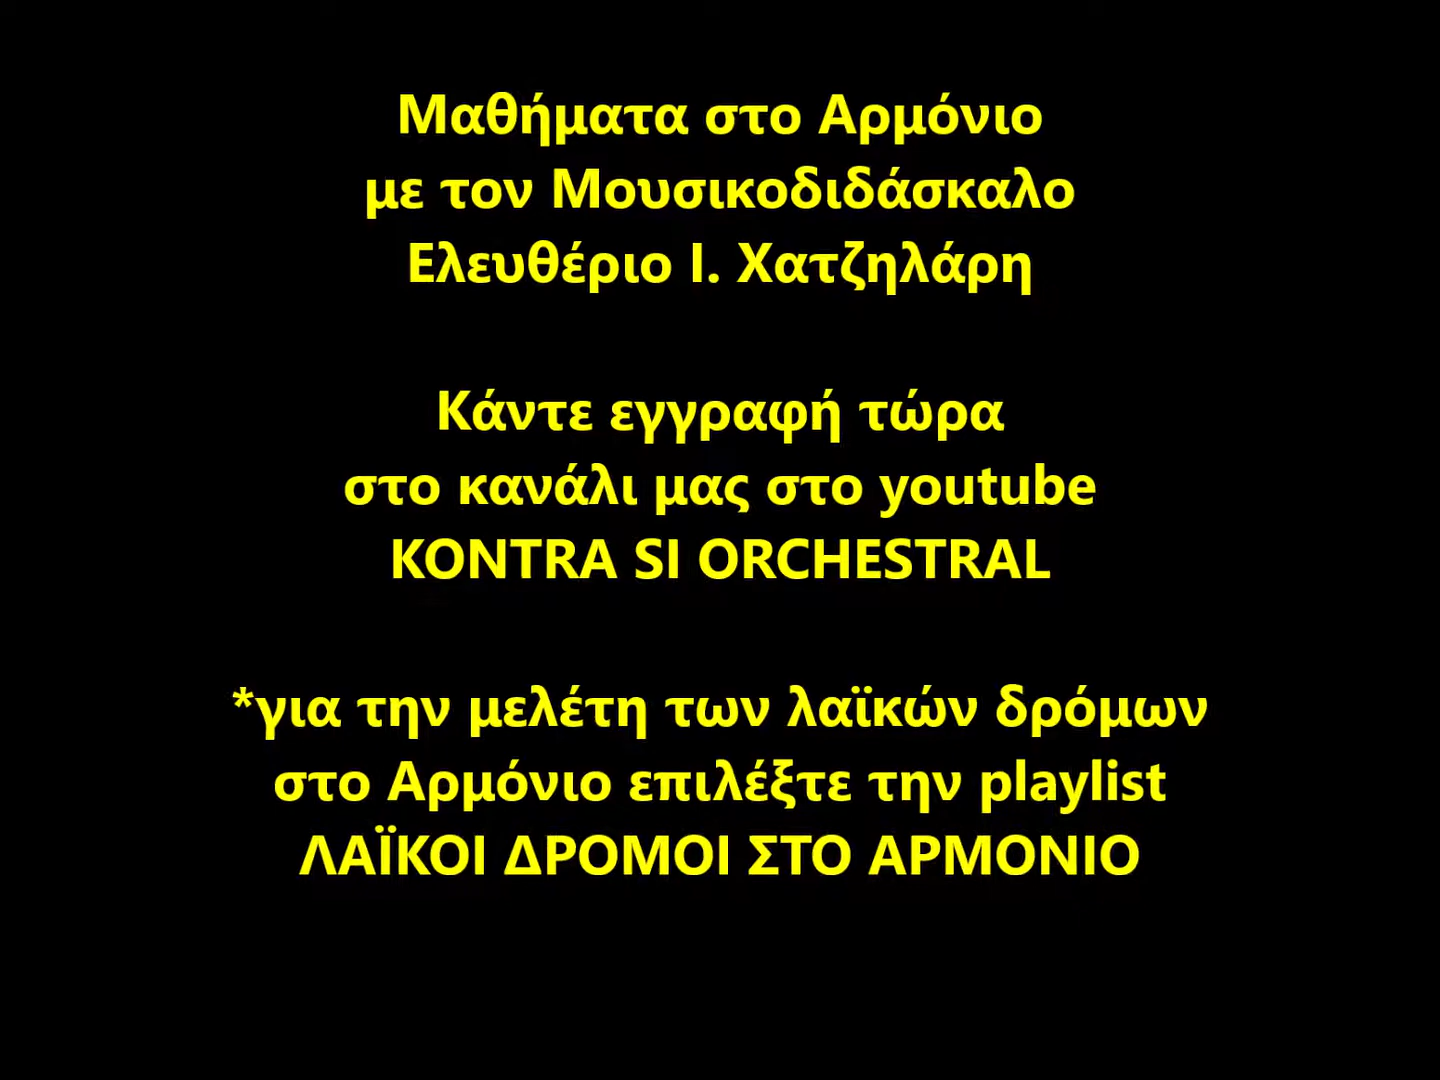 Μαθήματα στο Αρμόνιο
με τον Μουσικοδιδάσκαλο
Ελευθέριο Ι. Χατζηλάρη
Κάντε εγγραφή τώρα
στο κανάλι μας στο youtube
KONTRA SI ORCHESTRAL
*για την μελέτη των λαϊκών δρόμων
στο Αρμόνιο επιλέξτε την playlist
ΛΑΪΚΟΙ ΔΡΟΜΟΙ ΣΤΟ ΑΡΜΟΝΙΟ